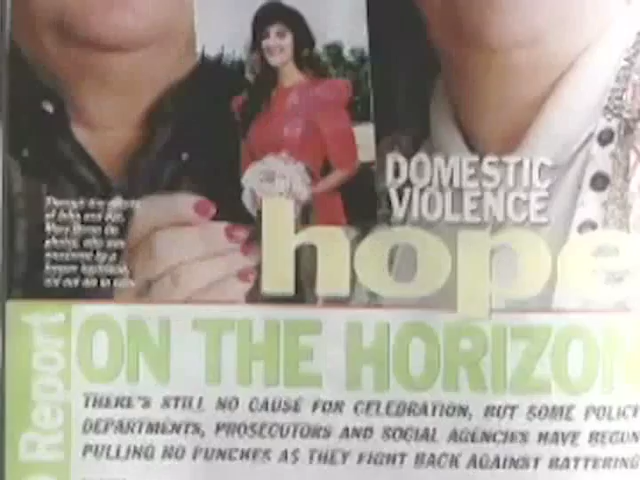 DOMESTIC
VIOLENCE
hope
ON THE HORIZON
Report
THERE'S STILL NO CAUSE FOR CELEBRATION, BUT SOME POLICE
DEPARTMENTS, PROSECUTORS AND SOCIAL AGENCIES HAVE BEGUN
PULLING NO PUNCHES AS THEY FIGHT BACK AGAINST BATTERING